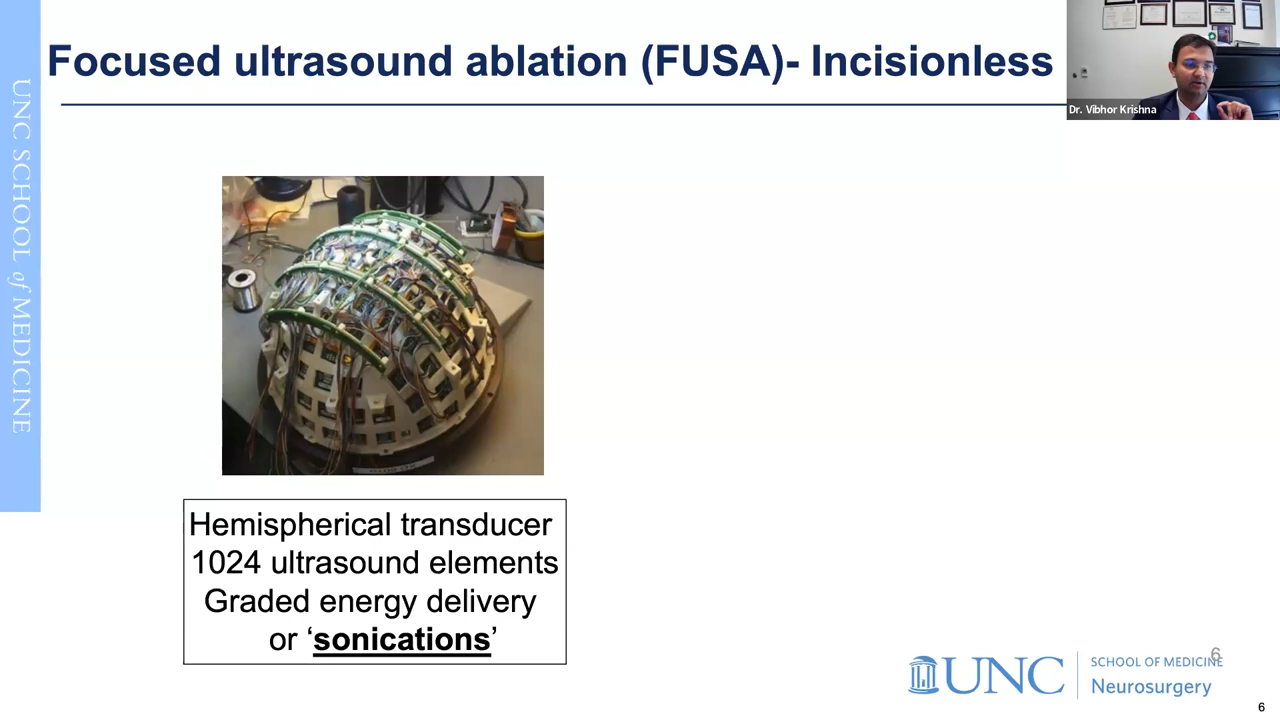 Focused ultrasound ablation (FUSA)- Incisionless
Dr. Vibhor Krishna
UNC SCHOOL of MEDICINE
Hemispherical transducer
1024 ultrasound elements
Graded energy delivery
or ‘sonications’
6
UNC
SCHOOL OF MEDICINE
Neurosurgery
6